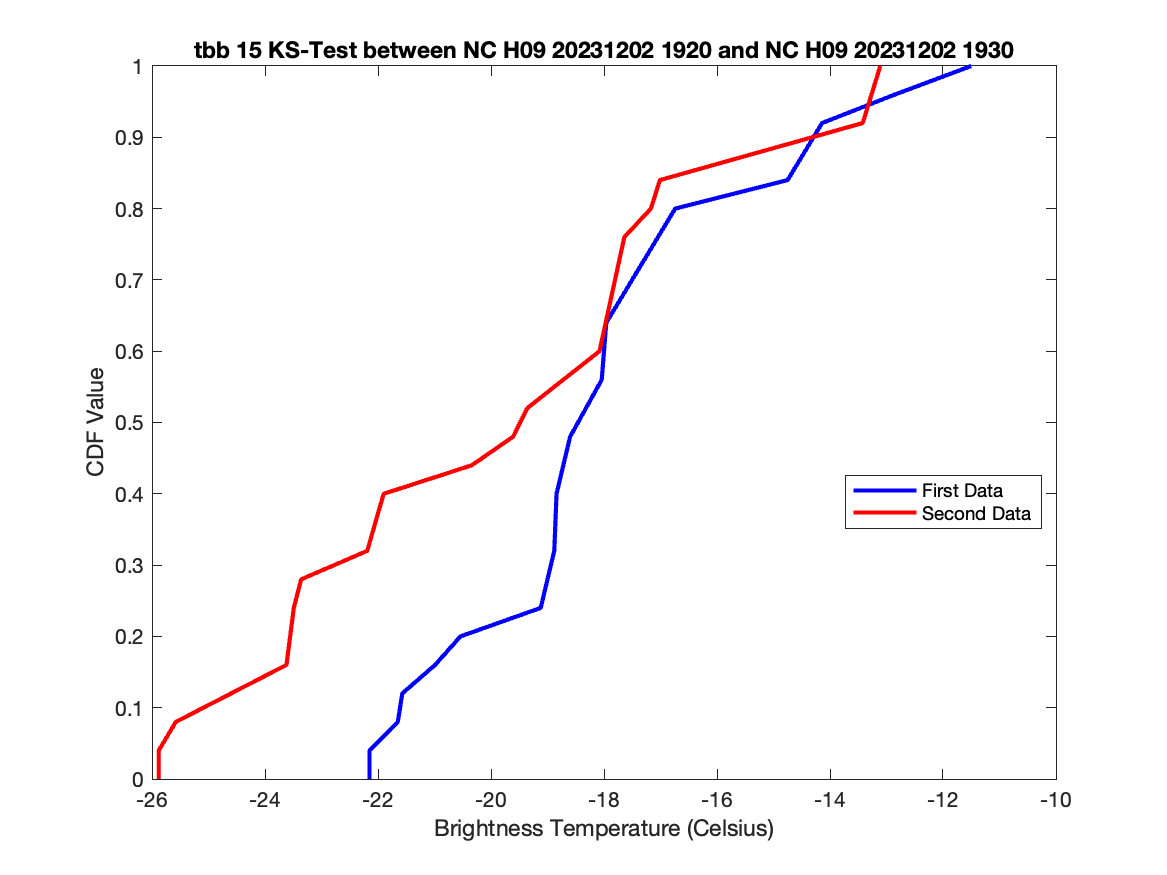 tbb 15 KS-Test between NC H09 20231202 1920 and NC H09 20231202 1930
1
0.9
0.8
0.7
0.6
0.5
0.4
0.3
0.2
0.1
0
CDF Value
First Data
Second Data
-26 -24 -22 -20 -18 -16 -14 -12 -10
Brightness Temperature (Celsius)